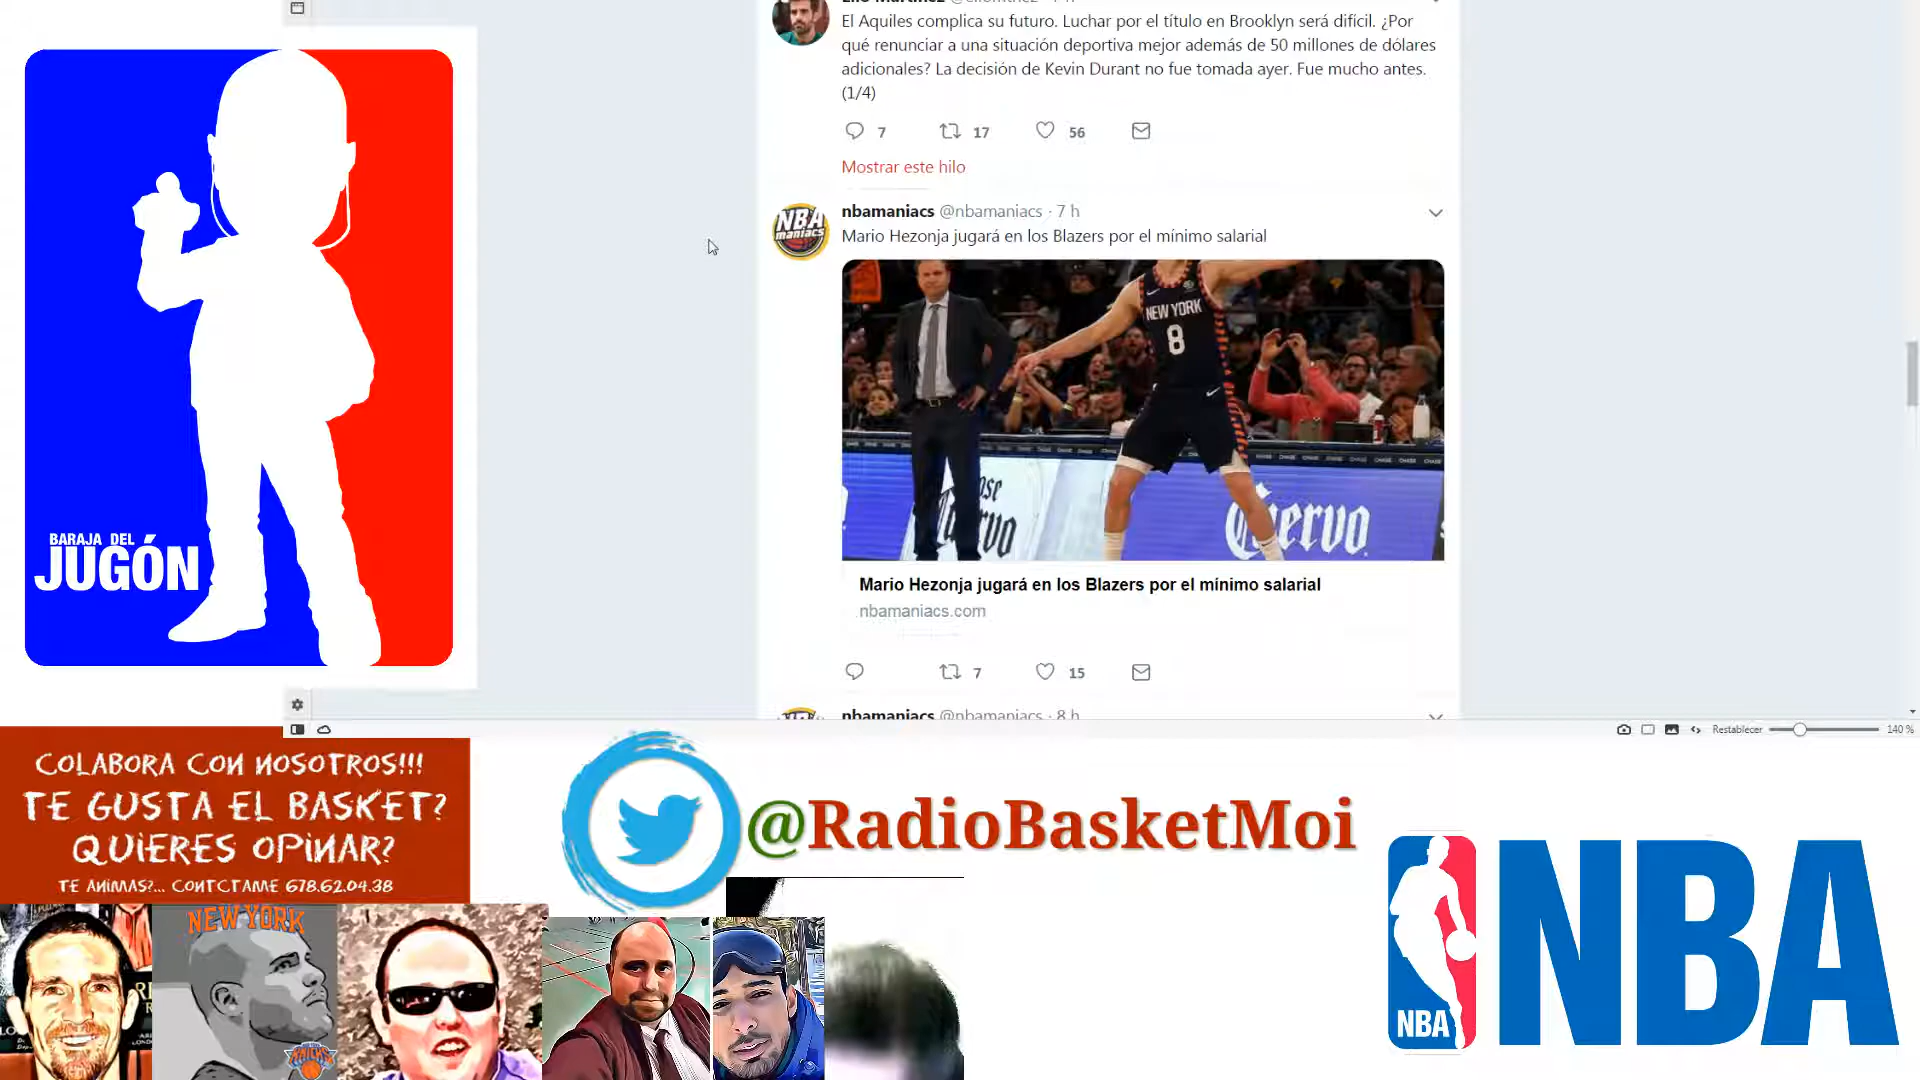 El Aquiles complica su futuro. Luchar por el título en Brooklyn será difícil. ¿Por
qué renunciar a una situación deportiva mejor además de 50 millones de dólares
adicionales? La decisión de Kevin Durant no fue tomada ayer. Fue mucho antes.
(1/4)
7 17 56
Mostrar este hilo
nbamaniacs @nbamaniacs · 7 h
Mario Hezonja jugará en los Blazers por el mínimo salarial
NBA
maniacs
NEW YORK
8
Cuervo
Mario Hezonja jugará en los Blazers por el mínimo salarial
nbamaniacs.com
7 15
nbamaniacs @nbamaniacs · 8 h
Restablecer
140 %
BARAJA DEL
JUGÓN
COLABORA CON NOSOTROS!!!
TE GUSTA EL BASKET?
QUIERES OPINAR?
TE ANIMAS?... CONTCTAME 678.62.04.38
@RadioBasketMoi
NEW YORK
KNICKS
NBA
NBA